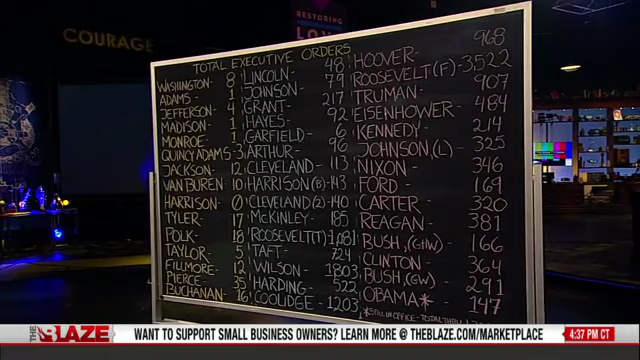 COURAGE
RESTORING
TOTAL EXECUTIVE ORDERS
WASHINGTON- 8
ADAMS- 1
JEFFERSON- 4
MADISON- 1
MONROE- 1
QUINCY ADAMS-3
JACKSON- 12
VAN BUREN 10
HARRISON- 0
TYLER- 17
POLK- 18
TAYLOR- 5
FILLMORE- 12
PIERCE- 35
BUCHANAN- 16
LINCOLN- 48
JOHNSON- 79
GRANT- 217
HAYES- 92
GARFIELD- 6
ARTHUR- 96
CLEVELAND- 113
HARRISON(B)-143
CLEVELAND(2)-140
McKINLEY- 185
ROOSEVELT(T)-1,081
TAFT- 724
WILSON- 1803
HARDING- 522
COOLIDGE-1203
HOOVER- 968
ROOSEVELT(F)-3,522
TRUMAN- 907
EISENHOWER- 484
KENNEDY- 214
JOHNSON,(L)- 325
NIXON- 346
FORD- 169
CARTER- 320
REAGAN- 381
BUSH,(GHW)- 166
CLINTON- 364
BUSH,(GW)- 291
OBAMA*- 147
*STILL IN OFFICE-TOTAL THRU
THE BLAZE
WANT TO SUPPORT SMALL BUSINESS OWNERS? LEARN MORE @ THEBLAZE.COM/MARKETPLACE
4:37 PM CT